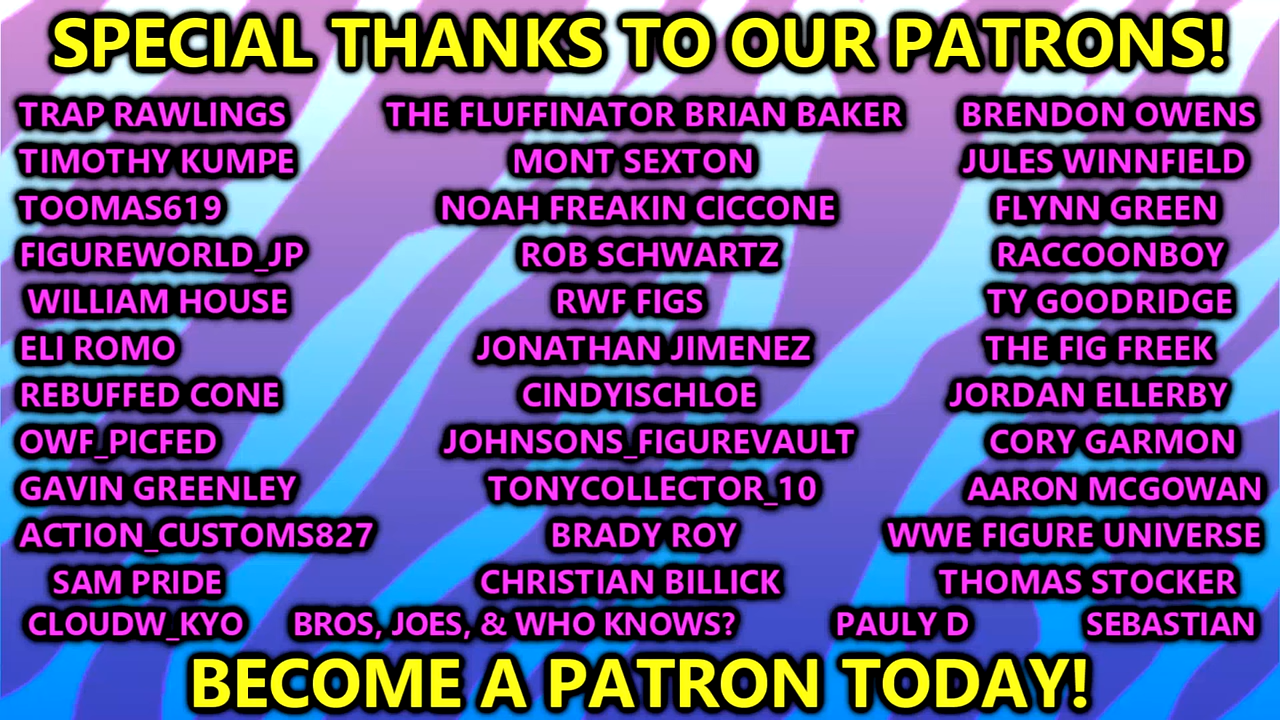 SPECIAL THANKS TO OUR PATRONS!
TRAP RAWLINGS THE FLUFFINATOR BRIAN BAKER BRENDON OWENS
TIMOTHY KUMPE MONT SEXTON JULES WINNFIELD
TOOMAS619 NOAH FREAKIN CICCONE FLYNN GREEN
FIGUREWORLD_JP ROB SCHWARTZ RACCOONBOY
WILLIAM HOUSE RWF FIGS TY GOODRIDGE
ELI ROMO JONATHAN JIMENEZ THE FIG FREEK
REBUFFED CONE CINDYISCHLOE JORDAN ELLERBY
OWF_PICFED JOHNSONS_FIGUREVAULT CORY GARMON
GAVIN GREENLEY TONYCOLLECTOR_10 AARON MCGOWAN
ACTION_CUSTOMS827 BRADY ROY WWE FIGURE UNIVERSE
SAM PRIDE CHRISTIAN BILLICK THOMAS STOCKER
CLOUDW_KYO BROS, JOES, & WHO KNOWS? PAULY D SEBASTIAN
BECOME A PATRON TODAY!